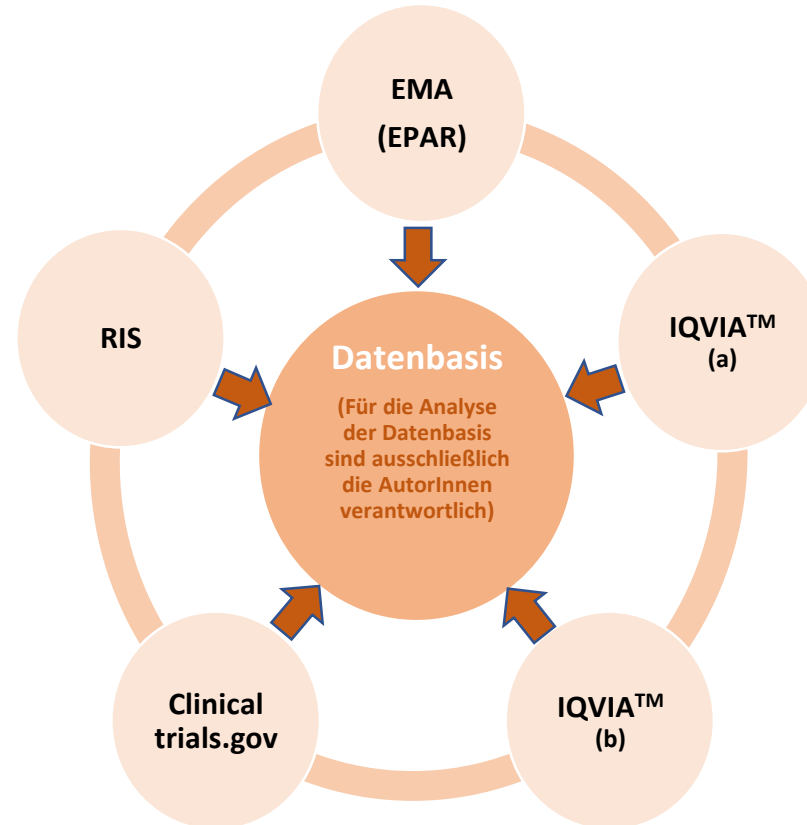 EMA
(EPAR)
RIS
IQVIA™
(a)
Datenbasis
(Für die Analyse
der Datenbasis
sind ausschließlich
die AutorInnen
verantwortlich)
Clinical
trials.gov
IQVIA™
(b)